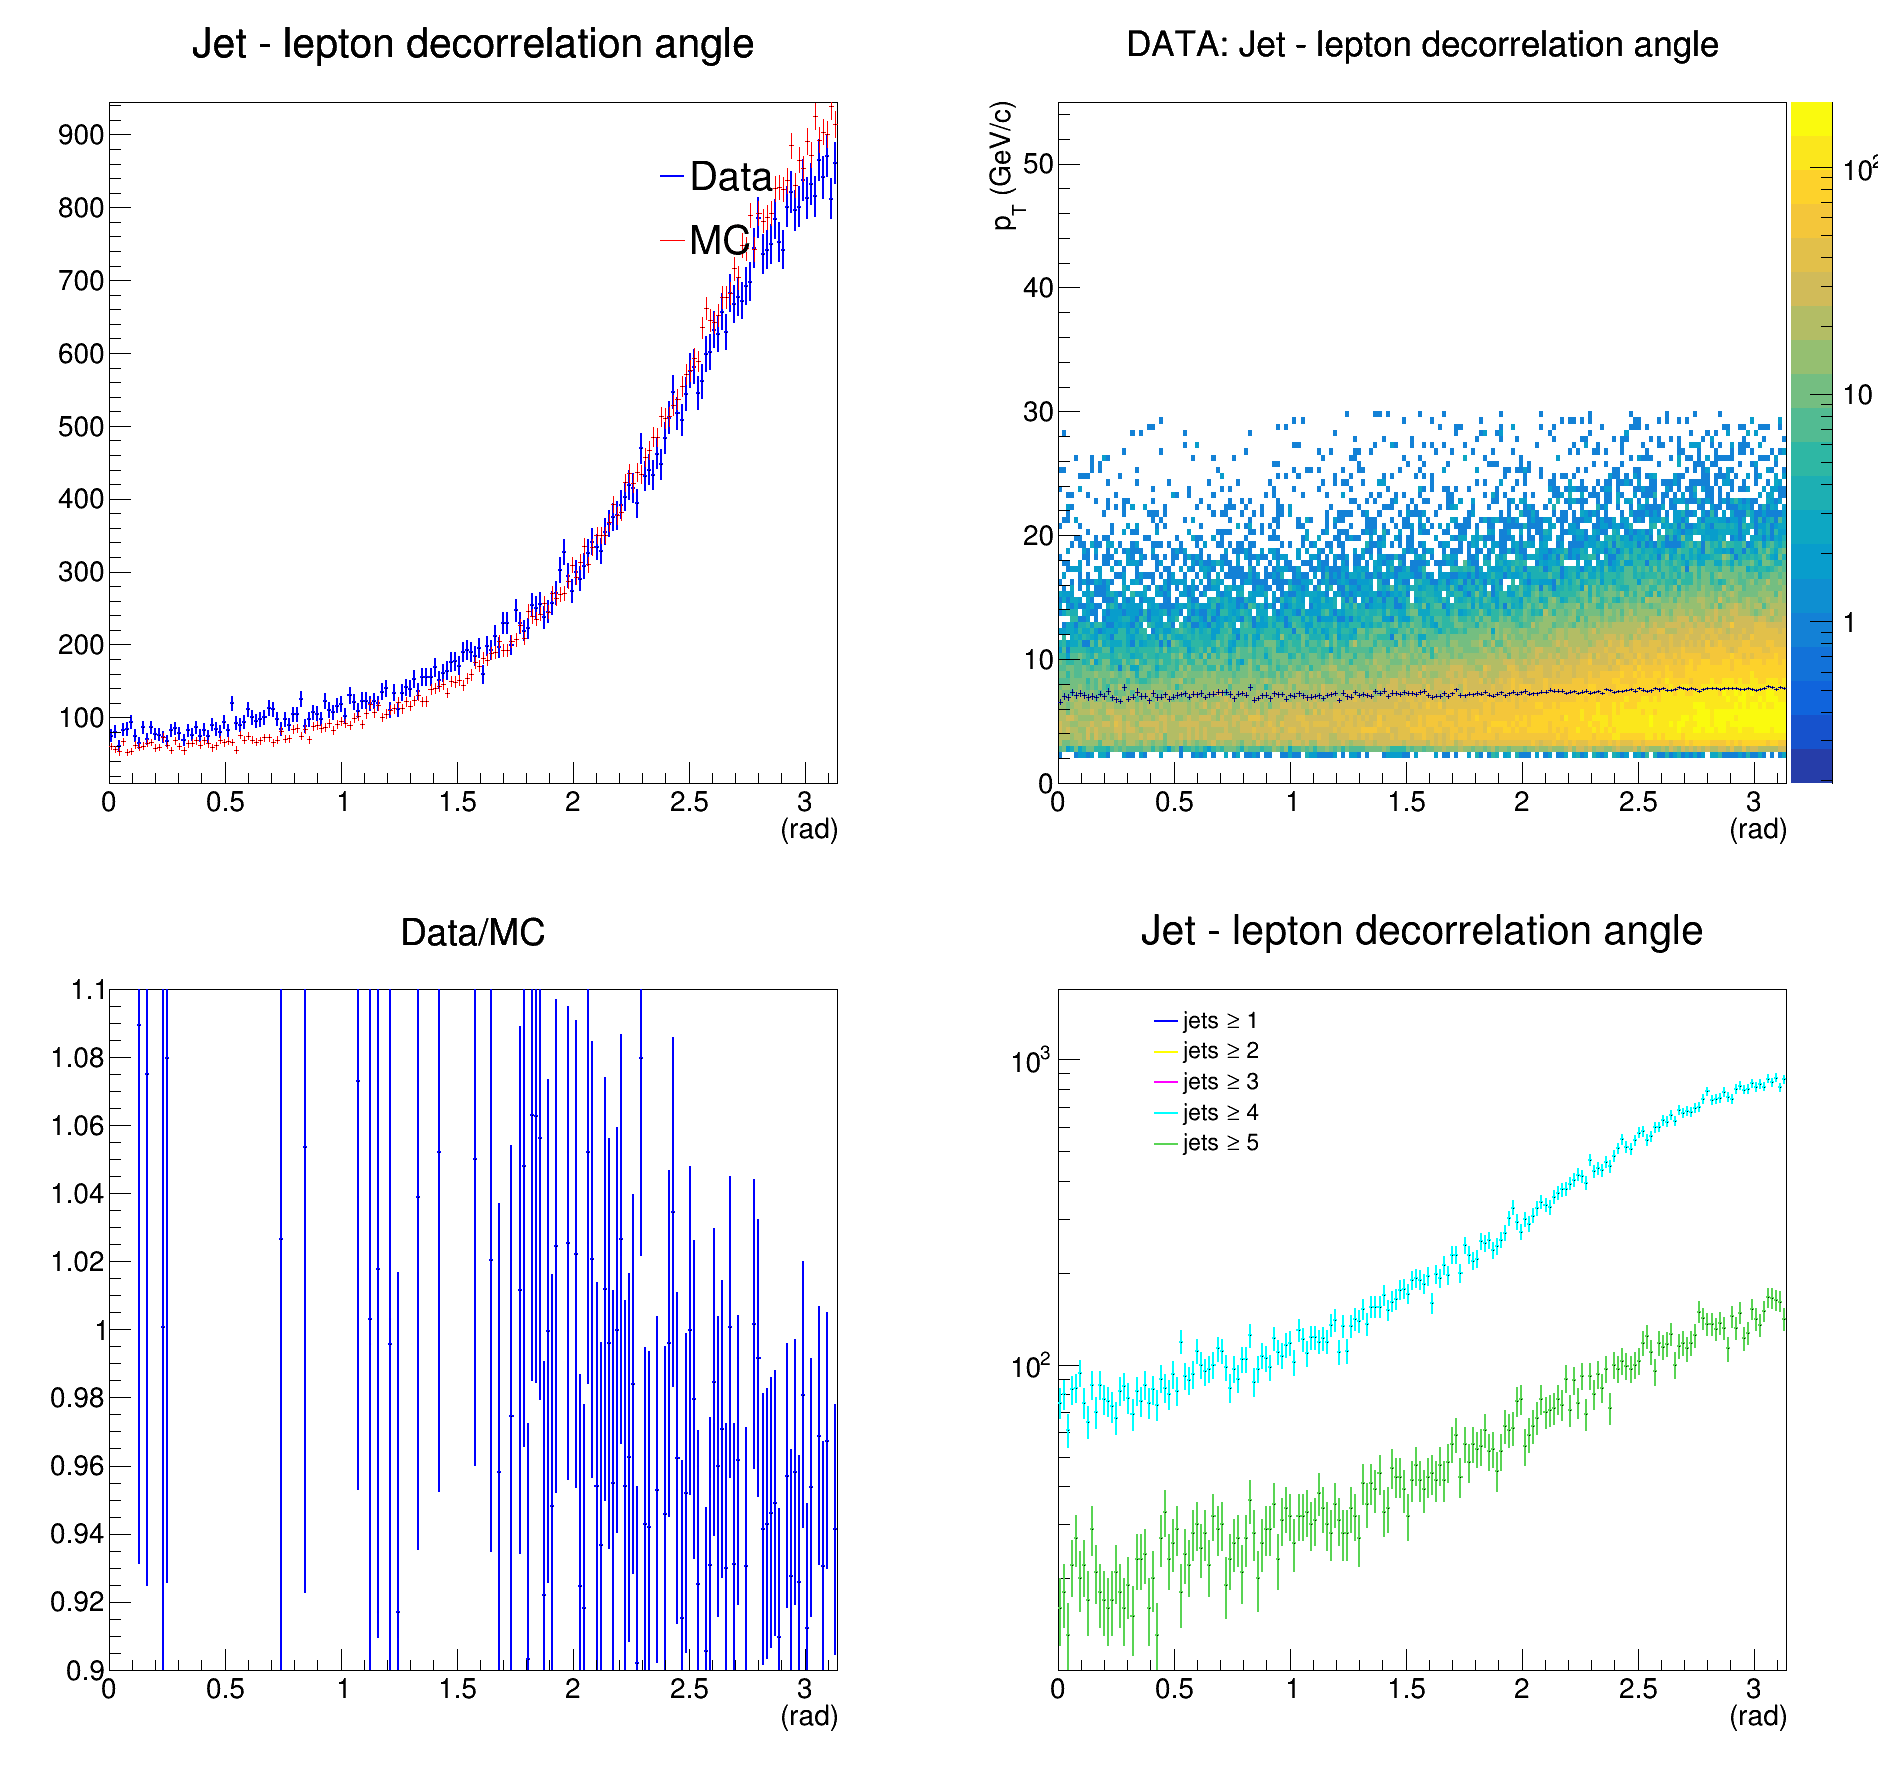 Jet - lepton decorrelation angle
900
800
700
600
500
400
300
200
100
Data
MC
0 0.5 1 1.5 2 2.5 3
(rad)
DATA: Jet - lepton decorrelation angle
p_T (GeV/c)
50
40
30
20
10
0
10²
10
1
0 0.5 1 1.5 2 2.5 3
(rad)
Data/MC
1.1
1.08
1.06
1.04
1.02
1
0.98
0.96
0.94
0.92
0.9
0 0.5 1 1.5 2 2.5 3
(rad)
Jet - lepton decorrelation angle
10³
10²
jets ≥ 1
jets ≥ 2
jets ≥ 3
jets ≥ 4
jets ≥ 5
0 0.5 1 1.5 2 2.5 3
(rad)